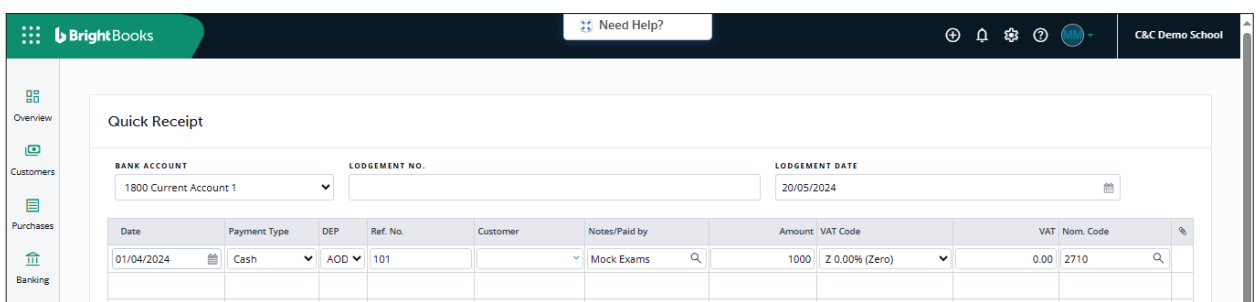 BrightBooks
Need Help?
MM
C&C Demo School
Overview
Customers
Purchases
Banking
Quick Receipt
BANK ACCOUNT LODGEMENT NO. LODGEMENT DATE
1800 Current Account 1 20/05/2024
Date Payment Type DEP Ref. No. Customer Notes/Paid by Amount VAT Code VAT Nom. Code
01/04/2024 Cash AOD 101 Mock Exams 1000 Z 0.00% (Zero) 0.00 2710